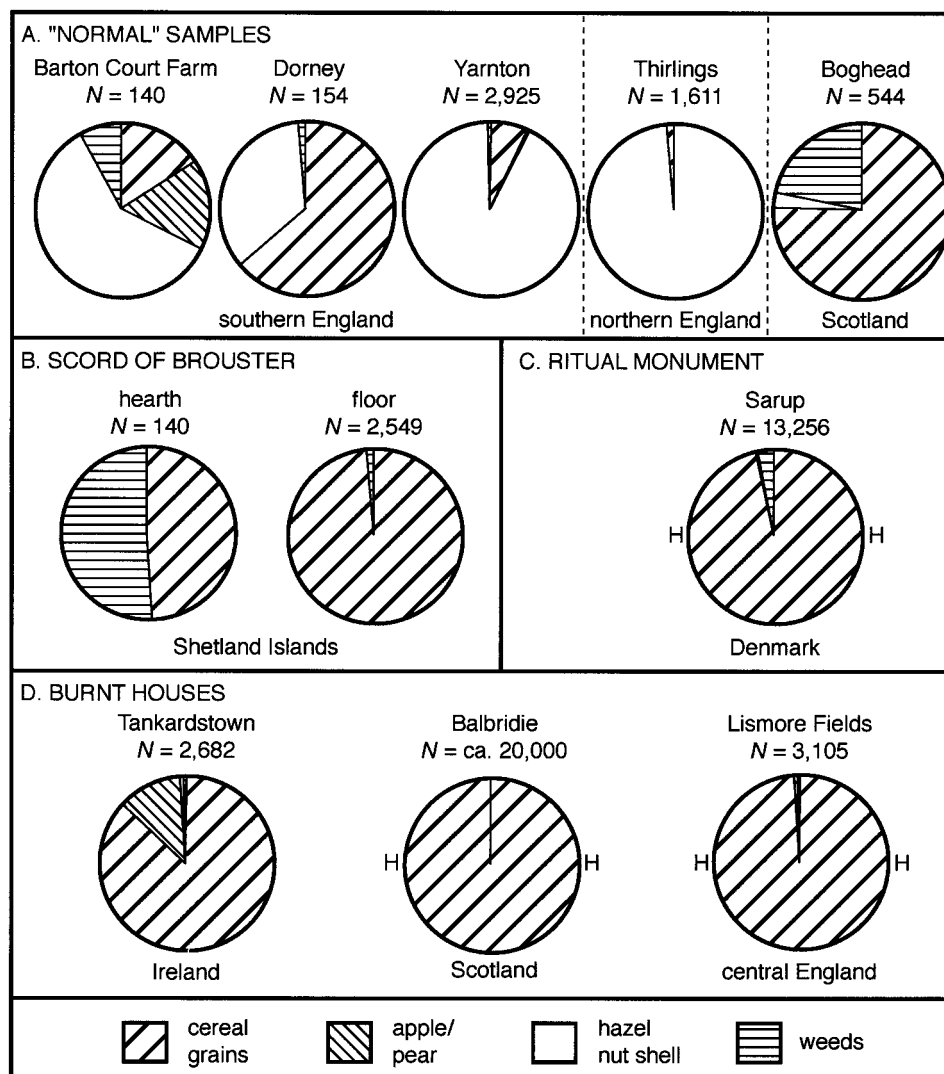 A. "NORMAL" SAMPLES
Barton Court Farm
N = 140
Dorney
N = 154
Yarnton
N = 2,925
Thirlings
N = 1,611
Boghead
N = 544
southern England
northern England
Scotland
B. SCORD OF BROUSTER
hearth
N = 140
floor
N = 2,549
Shetland Islands
C. RITUAL MONUMENT
Sarup
N = 13,256
H
H
Denmark
D. BURNT HOUSES
Tankardstown
N = 2,682
Ireland
Balbridie
N = ca. 20,000
H
H
Scotland
Lismore Fields
N = 3,105
H
H
central England
cereal
grains
apple/
pear
hazel
nut shell
weeds